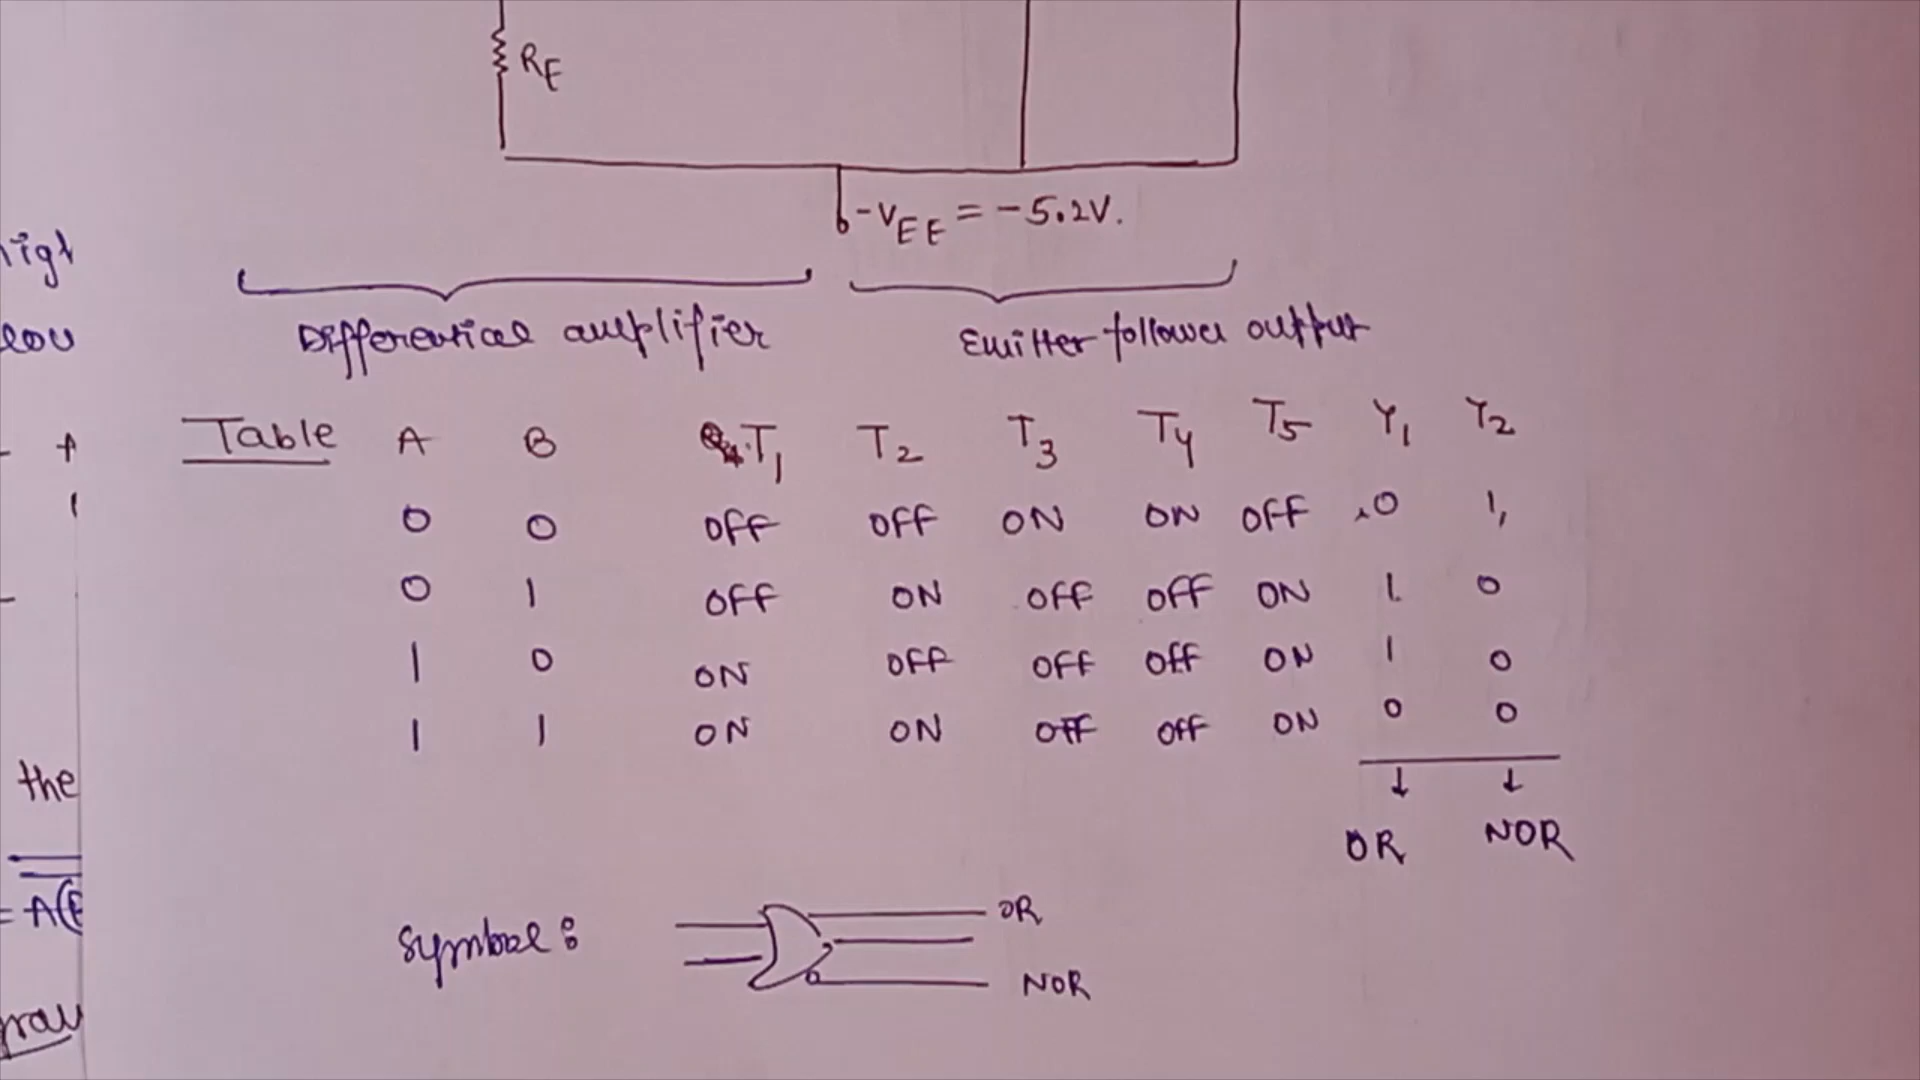 RE
-VEE = -5.2V.
Differential amplifier
Emitter follower output
Table A B T1 T2 T3 T4 T5 Y1 Y2
0 0 OFF OFF ON ON OFF 0 1
0 1 OFF ON OFF OFF ON 1 0
1 0 ON OFF OFF OFF ON 1 0
1 1 ON ON OFF OFF ON 0 0
↓ ↓
OR NOR
Symbol:
OR
NOR
the